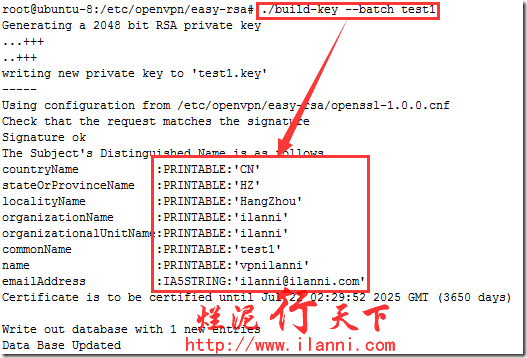 root@ubuntu-8:/etc/openvpn/easy-rsa# ./build-key --batch test1
Generating a 2048 bit RSA private key
...+++
..+++
writing new private key to 'test1.key'
-----
Using configuration from /etc/openvpn/easy-rsa/openssl-1.0.0.cnf
Check that the request matches the signature
Signature ok
The Subject's Distinguished Name is as follows
countryName :PRINTABLE:'CN'
stateOrProvinceName :PRINTABLE:'HZ'
localityName :PRINTABLE:'HangZhou'
organizationName :PRINTABLE:'ilanni'
organizationalUnitName:PRINTABLE:'ilanni'
commonName :PRINTABLE:'test1'
name :PRINTABLE:'vpnilanni'
emailAddress :IA5STRING:'ilanni@ilanni.com'
Certificate is to be certified until Jul 22 02:29:52 2025 GMT (3650 days)
Write out database with 1 new entries
Data Base Updated
烂泥行天下
http://www.ilanni.com